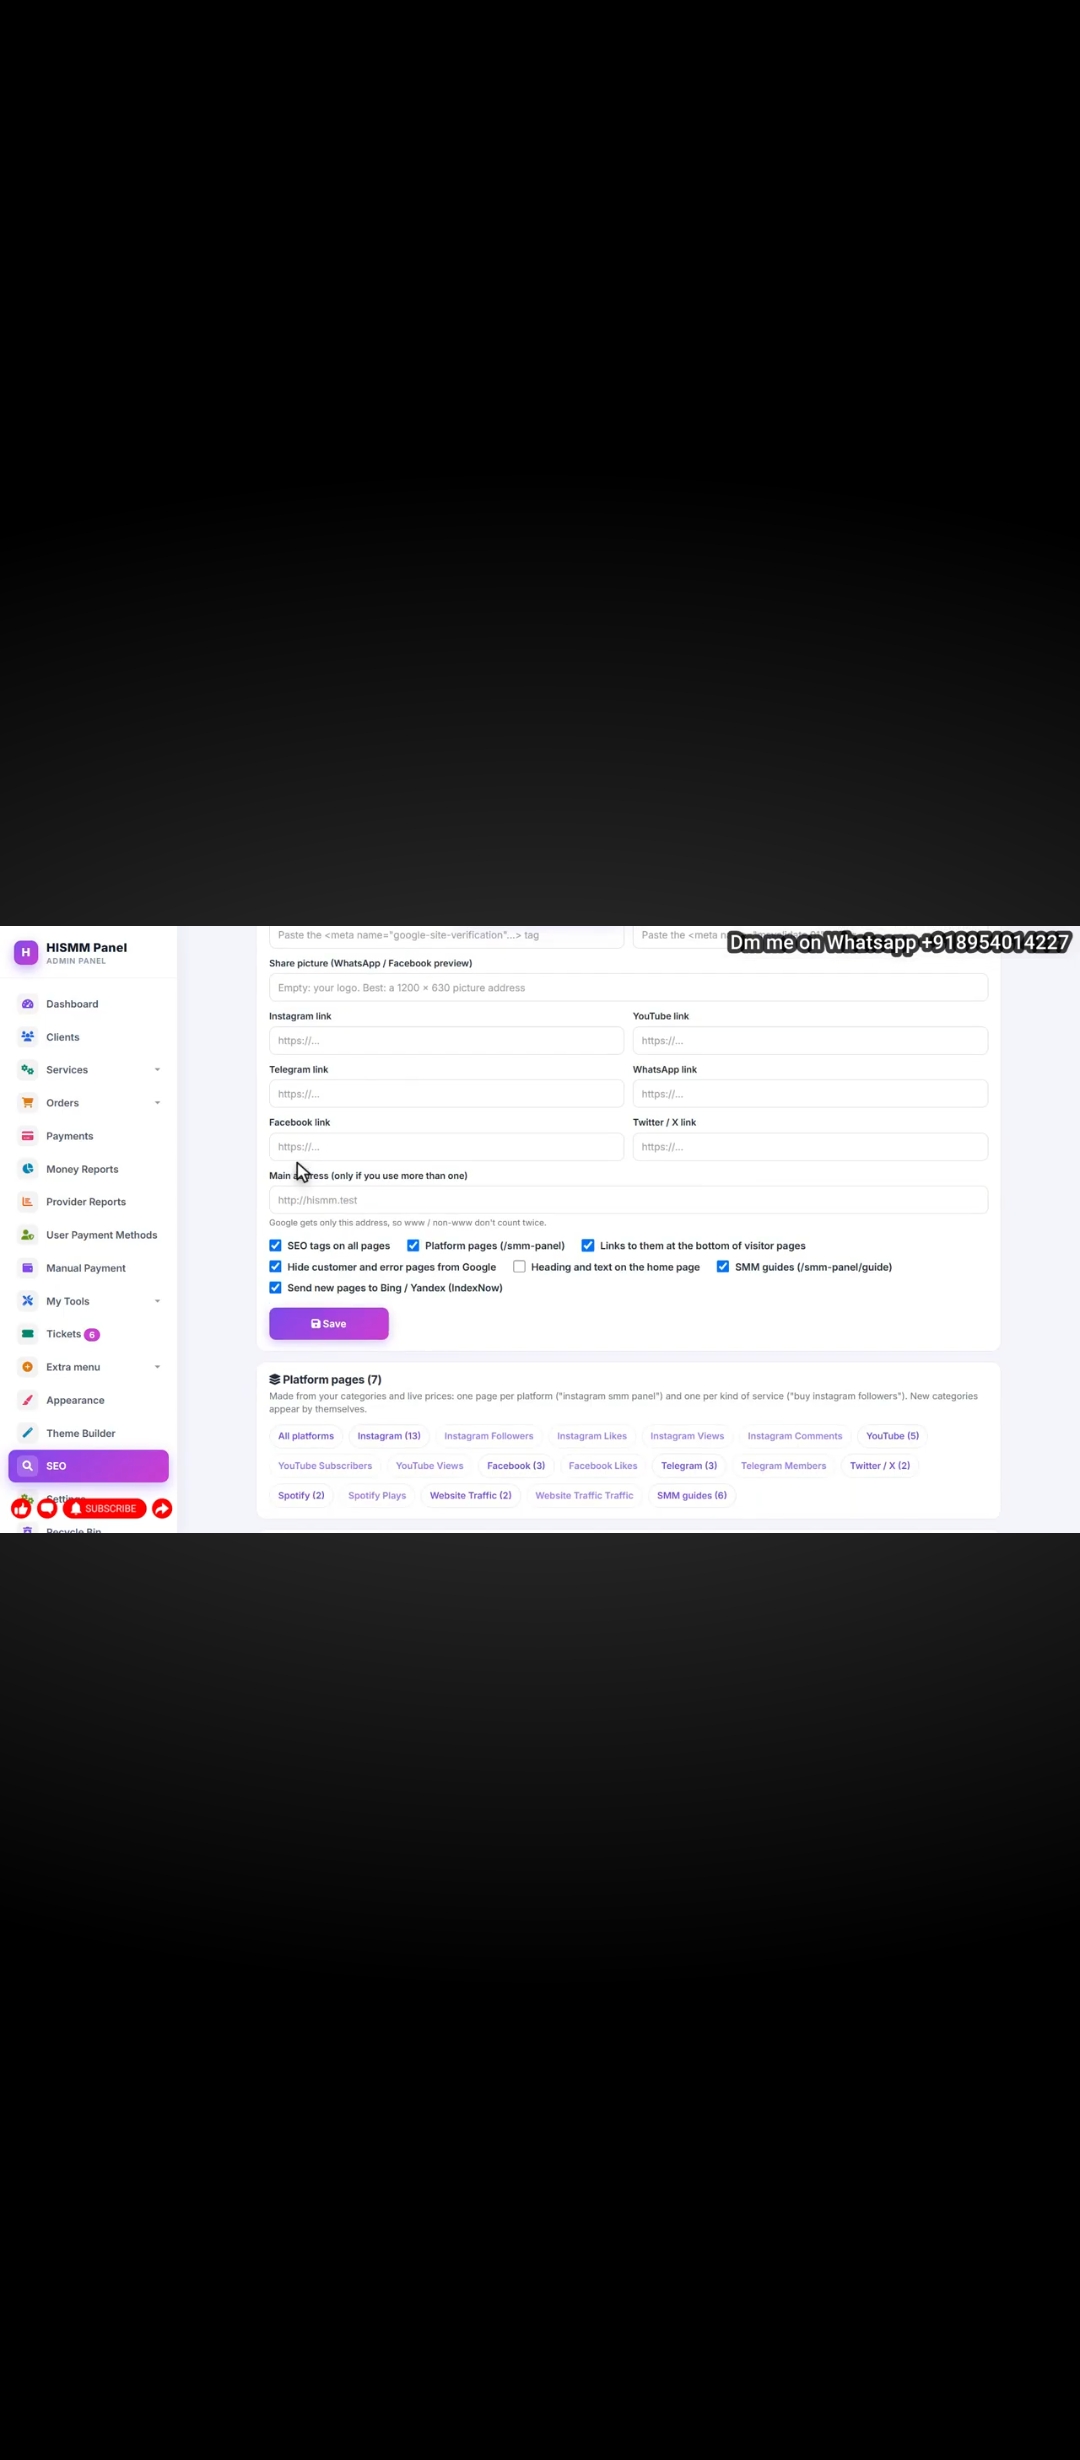 HISMM Panel
ADMIN PANEL
Dashboard
Clients
Services
Orders
Payments
Money Reports
Provider Reports
User Payment Methods
Manual Payment
My Tools
Tickets 6
Extra menu
Appearance
Theme Builder
SEO
SUBSCRIBE
Recycle Bin
Dm me on Whatsapp +918954014227
Paste the <meta name="google-site-verification"...> tag
Paste the <meta
Share picture (WhatsApp / Facebook preview)
Empty: your logo. Best: a 1200 × 630 picture address
Instagram link YouTube link
https://... https://...
Telegram link WhatsApp link
https://... https://...
Facebook link Twitter / X link
https://... https://...
Main address (only if you use more than one)
http://hismm.test
Google gets only this address, so www / non-www don't count twice.
SEO tags on all pages Platform pages (/smm-panel) Links to them at the bottom of visitor pages
Hide customer and error pages from Google Heading and text on the home page SMM guides (/smm-panel/guide)
Send new pages to Bing / Yandex (IndexNow)
Save
Platform pages (7)
Made from your categories and live prices: one page per platform ("instagram smm panel") and one per kind of service ("buy instagram followers"). New categories
appear by themselves.
All platforms Instagram (13) Instagram Followers Instagram Likes Instagram Views Instagram Comments YouTube (5)
YouTube Subscribers YouTube Views Facebook (3) Facebook Likes Telegram (3) Telegram Members Twitter / X (2)
Spotify (2) Spotify Plays Website Traffic (2) Website Traffic Traffic SMM guides (6)